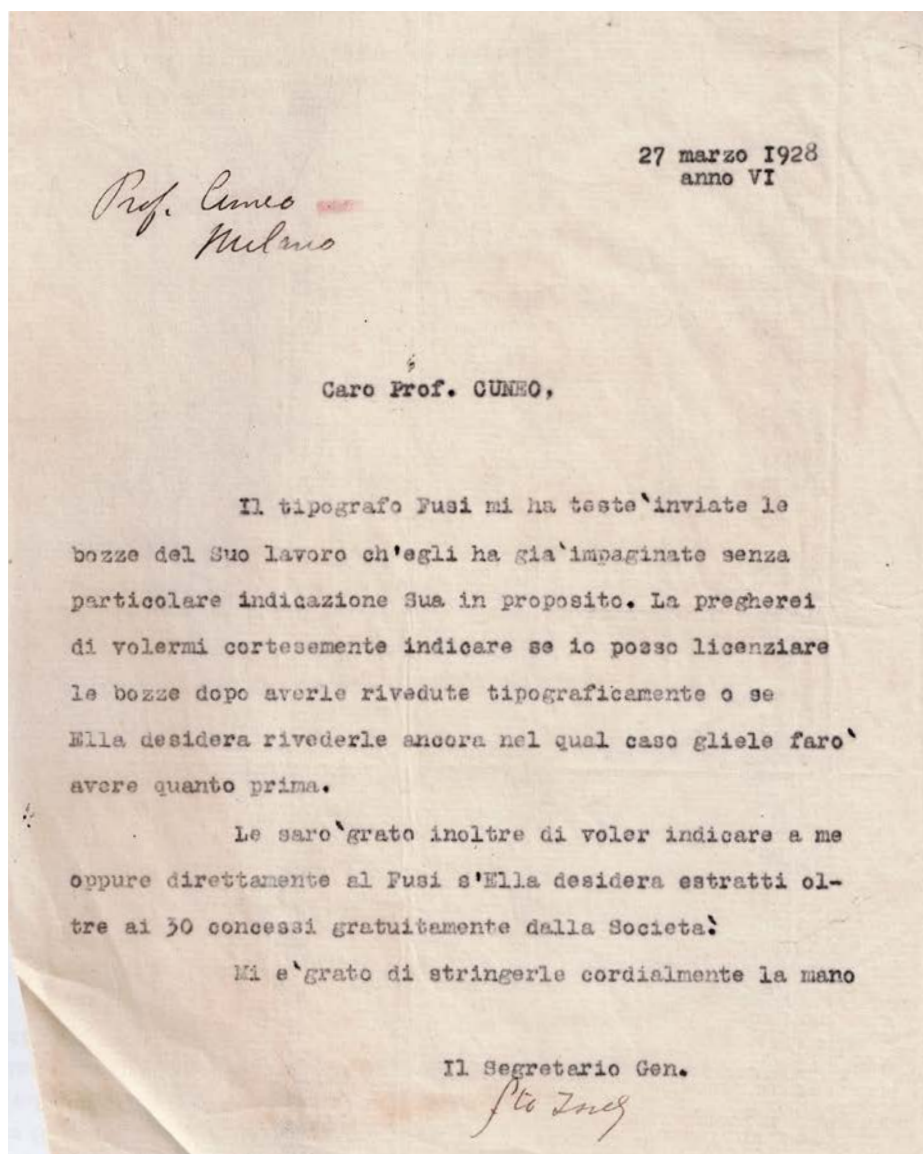 27 marzo I928
anno VI
Prof. Cuneo
Milano
Caro Prof. CUNEO,
Il tipografo Fusi mi ha teste`inviate le
bozze del Suo lavoro ch'egli ha gia`impaginate senza
particolare indicazione Sua in proposito. La pregherei
di volermi cortesemente indicare se io posso licenziare
le bozze dopo averle rivedute tipograficamente o se
Ella desidera rivederle ancora nel qual caso gliele faro`
avere quanto prima.
Le saro`grato inoltre di voler indicare a me
oppure direttamente al Fusi s'Ella desidera estratti ol-
tre ai 30 concessi gratuitamente dalla Societa`.
Mi e`grato di stringerle cordialmente la mano
Il Segretario Gen.